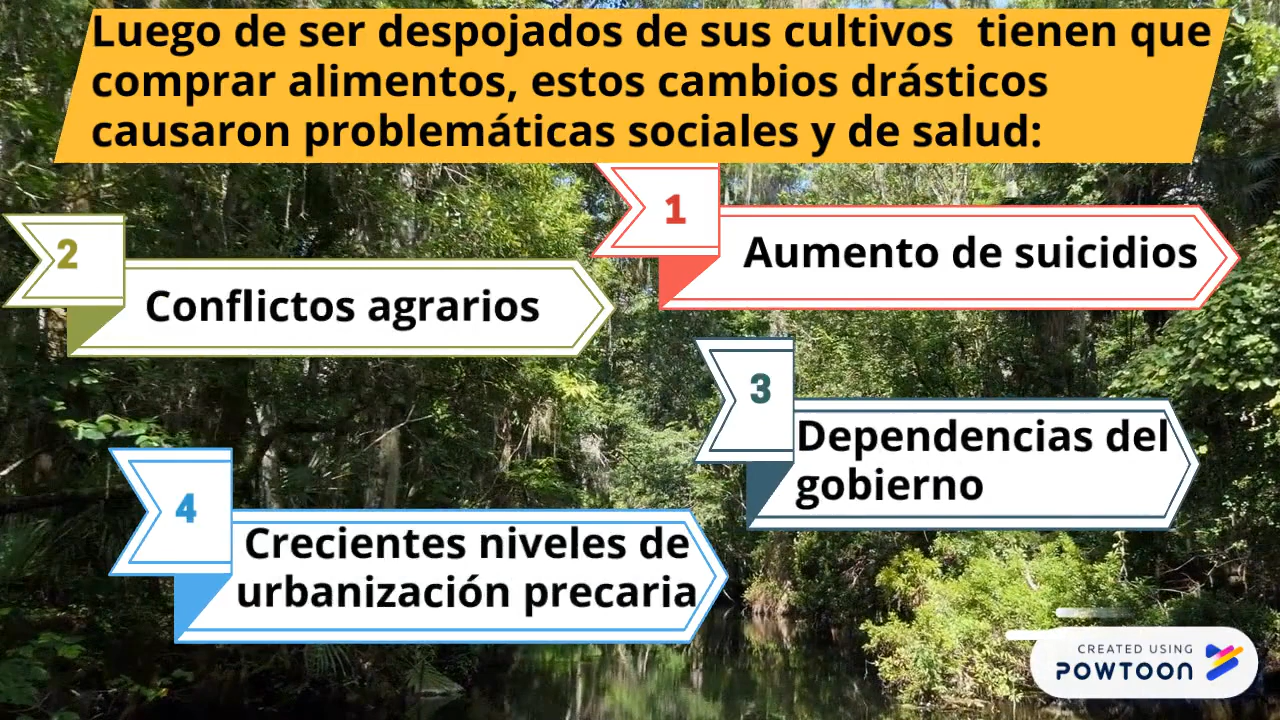 Luego de ser despojados de sus cultivos tienen que
comprar alimentos, estos cambios drásticos
causaron problemáticas sociales y de salud:
1
Aumento de suicidios
2
Conflictos agrarios
3
Dependencias del
gobierno
4
Crecientes niveles de
urbanización precaria
CREATED USING
POWTOON